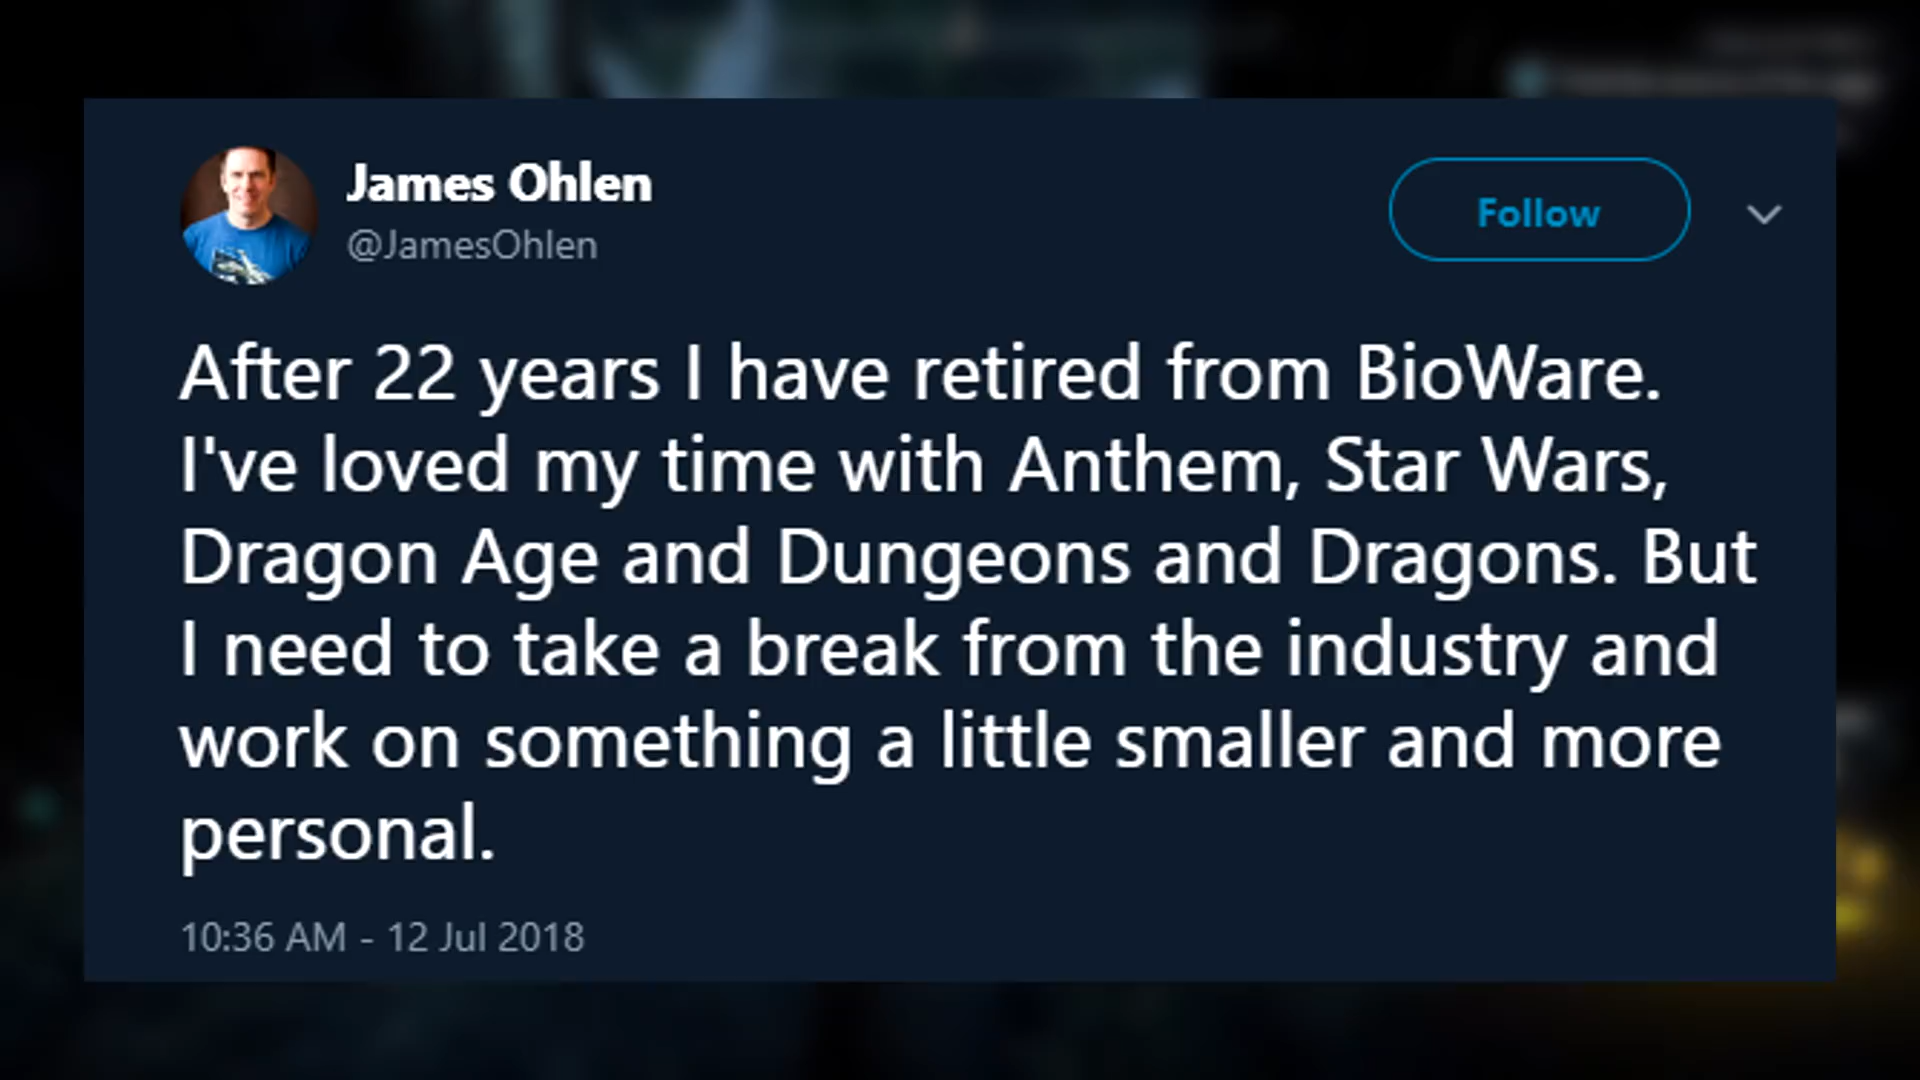 James Ohlen
@JamesOhlen
Follow
After 22 years I have retired from BioWare.
I've loved my time with Anthem, Star Wars,
Dragon Age and Dungeons and Dragons. But
I need to take a break from the industry and
work on something a little smaller and more
personal.
10:36 AM - 12 Jul 2018